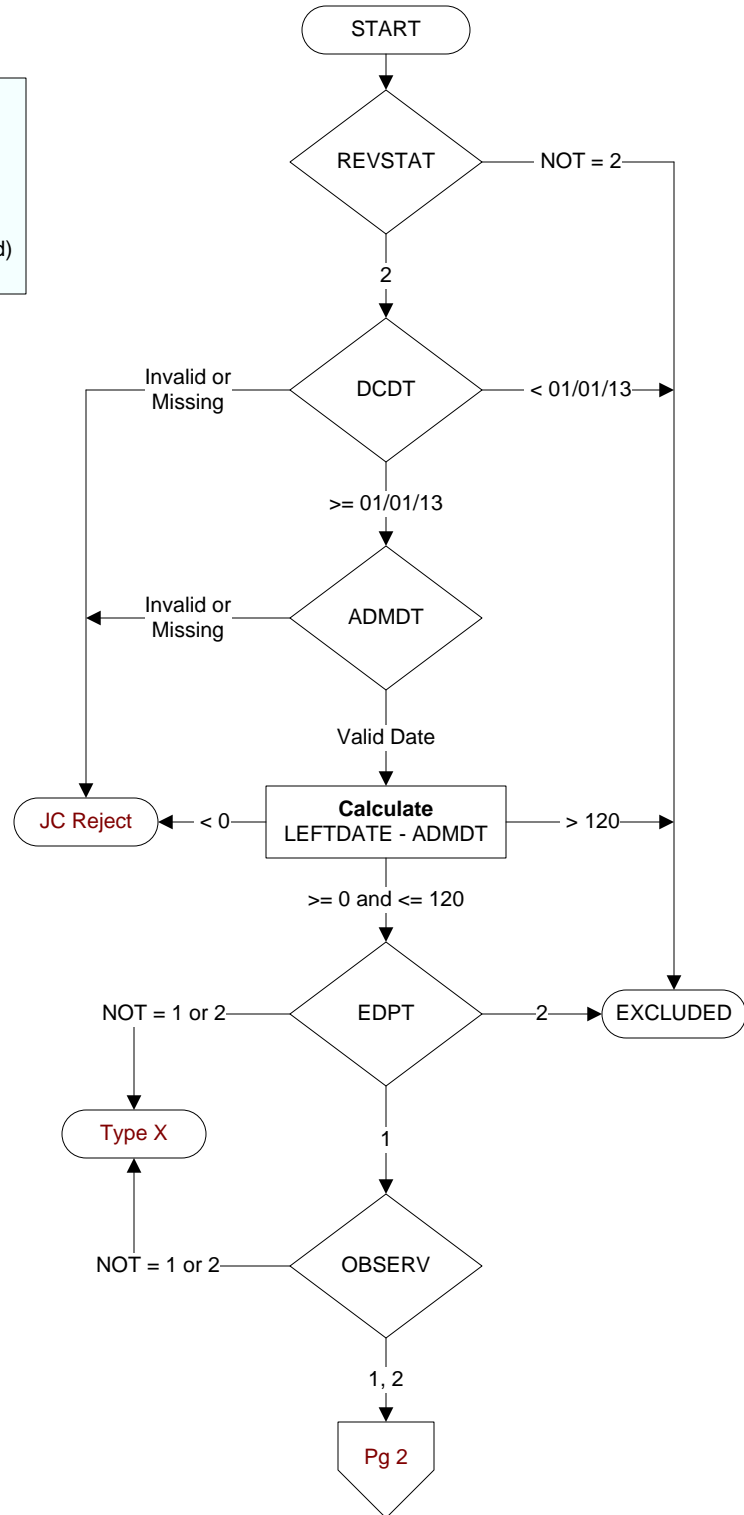 START
REVSTAT
NOT = 2
d)
2
Invalid or
Missing
DCDT
< 01/01/13
>= 01/01/13
Invalid or
Missing
ADMDT
Valid Date
JC Reject
< 0
Calculate
LEFTDATE - ADMDT
> 120
>= 0 and <= 120
NOT = 1 or 2
EDPT
2
EXCLUDED
Type X
1
NOT = 1 or 2
OBSERV
1, 2
Pg 2